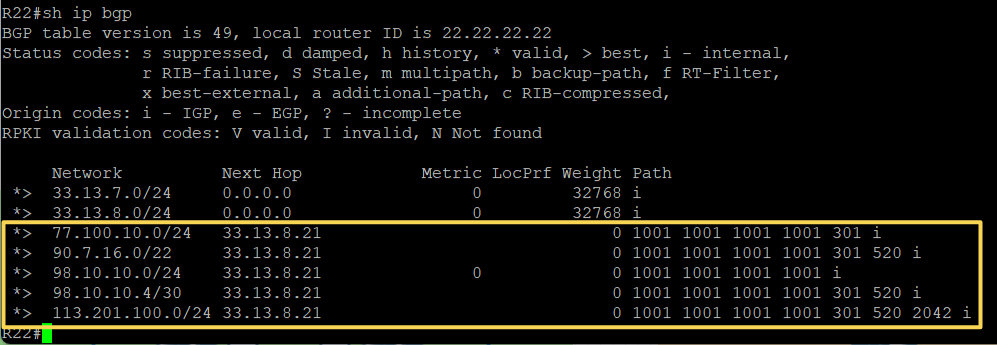 R22#sh ip bgp
BGP table version is 49, local router ID is 22.22.22.22
Status codes: s suppressed, d damped, h history, * valid, > best, i - internal,
              r RIB-failure, S Stale, m multipath, b backup-path, f RT-Filter,
              x best-external, a additional-path, c RIB-compressed,
Origin codes: i - IGP, e - EGP, ? - incomplete
RPKI validation codes: V valid, I invalid, N Not found

     Network          Next Hop            Metric LocPrf Weight Path
 *>  33.13.7.0/24     0.0.0.0                  0         32768 i
 *>  33.13.8.0/24     0.0.0.0                  0         32768 i
 *>  77.100.10.0/24   33.13.8.21                             0 1001 1001 1001 1001 301 i
 *>  90.7.16.0/22     33.13.8.21                             0 1001 1001 1001 1001 301 520 i
 *>  98.10.10.0/24    33.13.8.21               0             0 1001 1001 1001 1001 i
 *>  98.10.10.4/30    33.13.8.21                             0 1001 1001 1001 1001 301 520 i
 *>  113.201.100.0/24 33.13.8.21                             0 1001 1001 1001 1001 301 520 2042 i
R22#